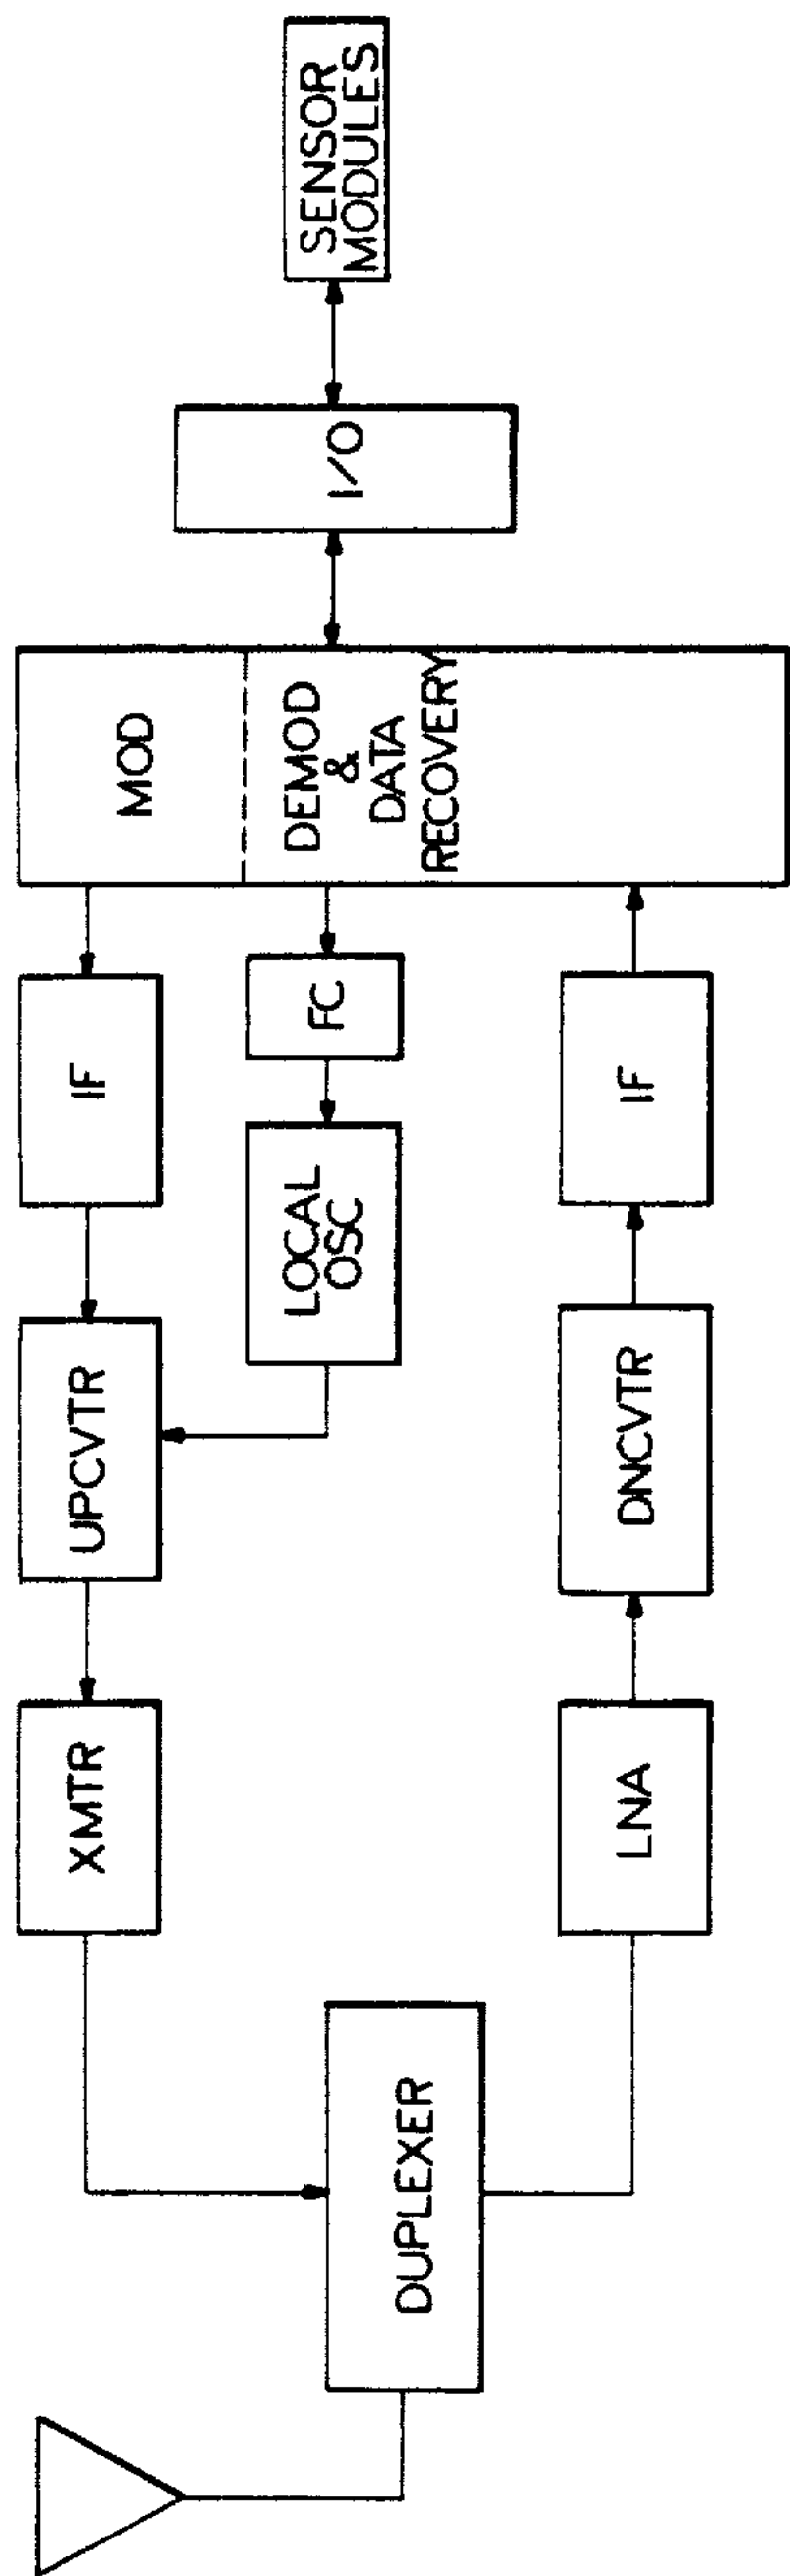 XMTR
UPCVTR
IF
MOD
LOCAL
OSC
FC
DEMOD
&
DATA
RECOVERY
I/O
SENSOR
MODULES
DUPLEXER
LNA
DNCVTR
IF